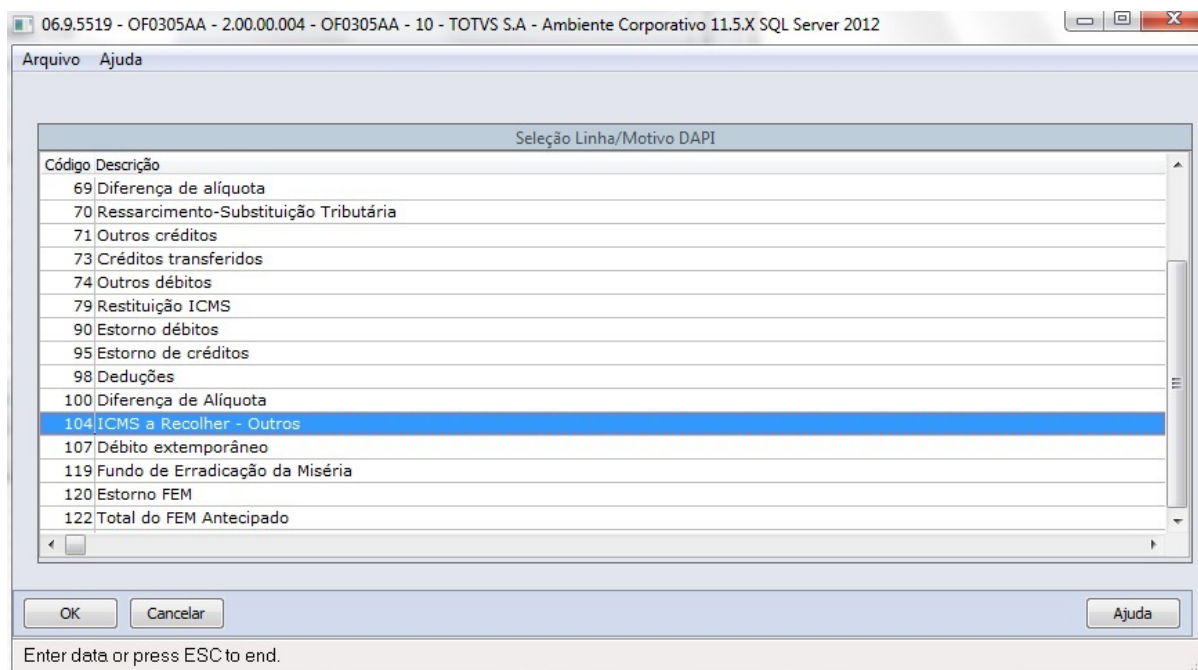 06.9.5519 - OF0305AA - 2.00.00.004 - OF0305AA - 10 - TOTVS S.A - Ambiente Corporativo 11.5.X SQL Server 2012
Arquivo Ajuda
Seleção Linha/Motivo DAPI
Código Descrição
69 Diferença de alíquota
70 Ressarcimento-Substituição Tributária
71 Outros créditos
73 Créditos transferidos
74 Outros débitos
79 Restituição ICMS
90 Estorno débitos
95 Estorno de créditos
98 Deduções
100 Diferença de Alíquota
104 ICMS a Recolher - Outros
107 Débito extemporâneo
119 Fundo de Erradicação da Miséria
120 Estorno FEM
122 Total do FEM Antecipado
OK Cancelar Ajuda
Enter data or press ESC to end.